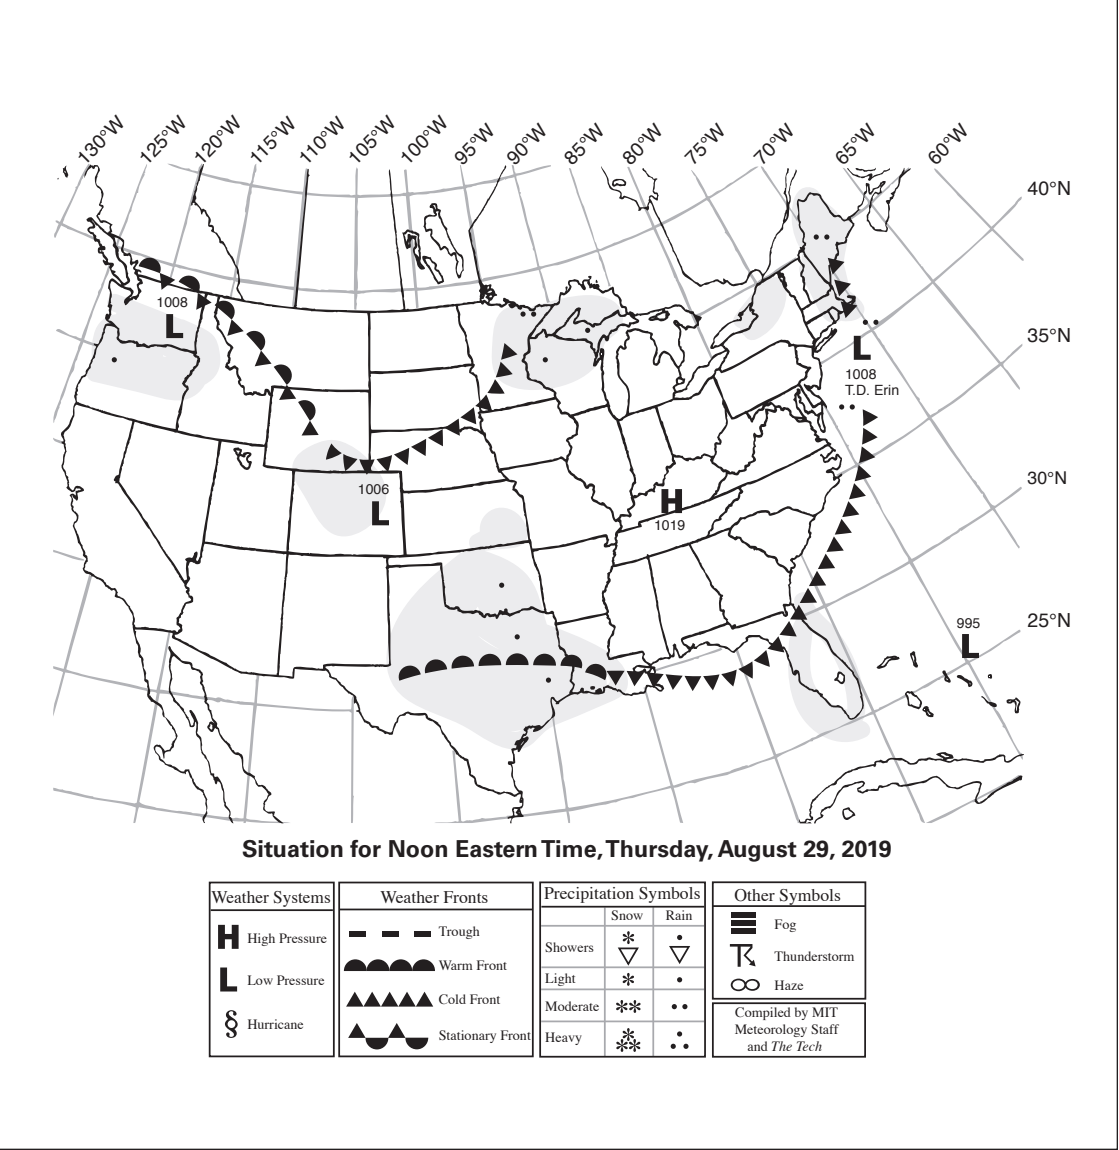 130°W
125°W
120°W
115°W
110°W
105°W
100°W
95°W
90°W
85°W
80°W
75°W
70°W
65°W
60°W
40°N
35°N
30°N
25°N
1008
L
L
1008
T.D. Erin
1006
L
H
1019
995
L
Situation for Noon Eastern Time, Thursday, August 29, 2019
Weather Systems
H High Pressure
L Low Pressure
§ Hurricane
Weather Fronts
Trough
Warm Front
Cold Front
Stationary Front
Precipitation Symbols
Snow Rain
Showers
Light
Moderate
Heavy
Other Symbols
Fog
Thunderstorm
Haze
Compiled by MIT
Meteorology Staff
and The Tech